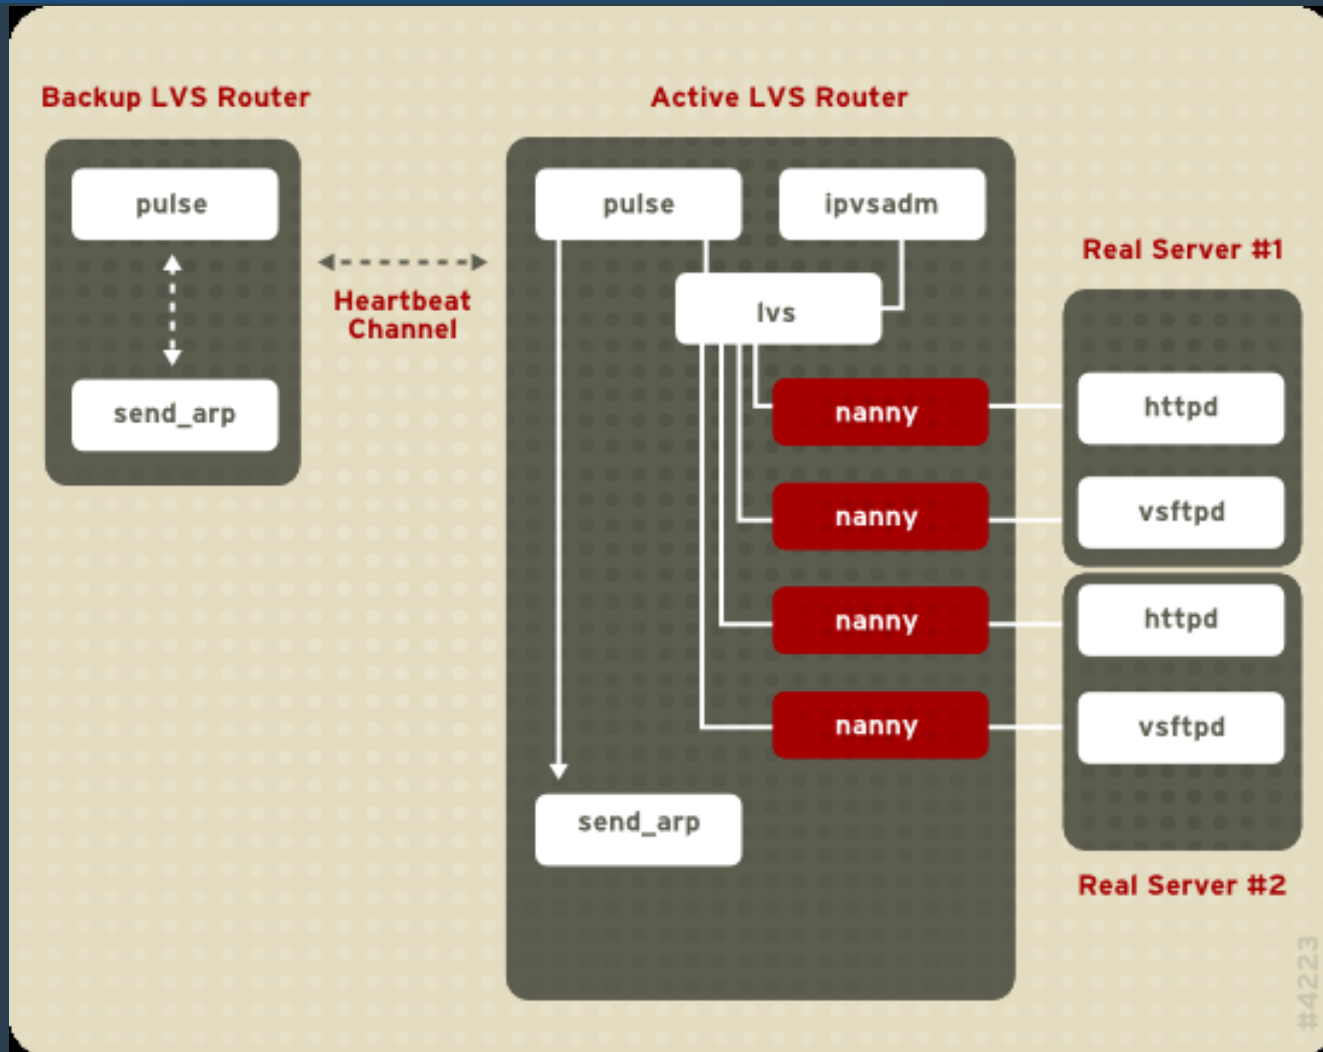 Backup LVS Router
pulse
send_arp
Heartbeat
Channel
Active LVS Router
pulse
ipvsadm
lvs
nanny
nanny
nanny
nanny
send_arp
Real Server #1
httpd
vsftpd
httpd
vsftpd
Real Server #2
#4223